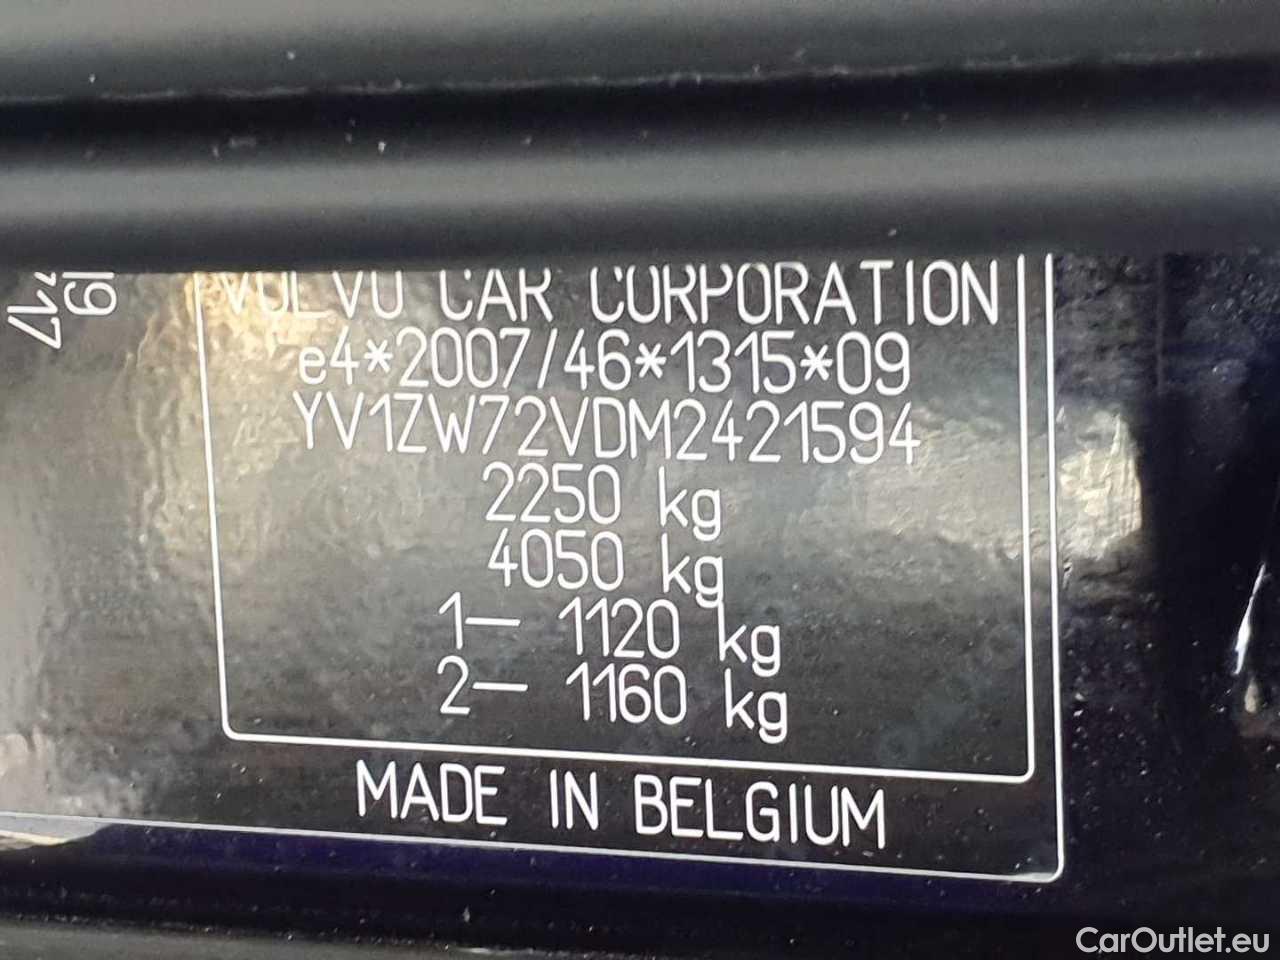 VOLVO CAR CORPORATION
e4*2007/46*1315*09
YV1ZW72VDM2421594
2250 kg
4050 kg
1— 1120 kg
2— 1160 kg
MADE IN BELGIUM
CarOutlet.eu